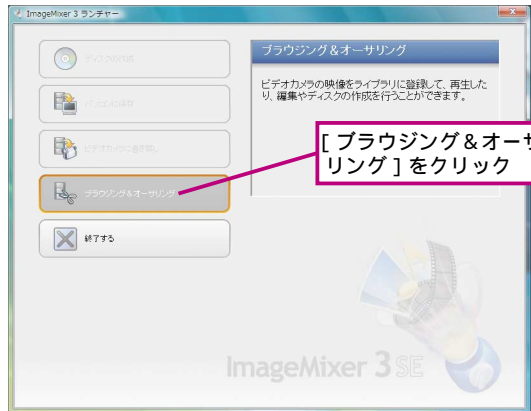 ImageMixer 3 ランチャー
ディスクの作成
パソコンに保存
ビデオカメラに書き戻し
ブラウジング＆オーサリング
終了する
ブラウジング＆オーサリング
ビデオカメラの映像をライブラリに登録して、再生した
り、編集やディスクの作成を行うことができます。
[ ブラウジング＆オーサ
リング ] をクリック
ImageMixer 3 SE